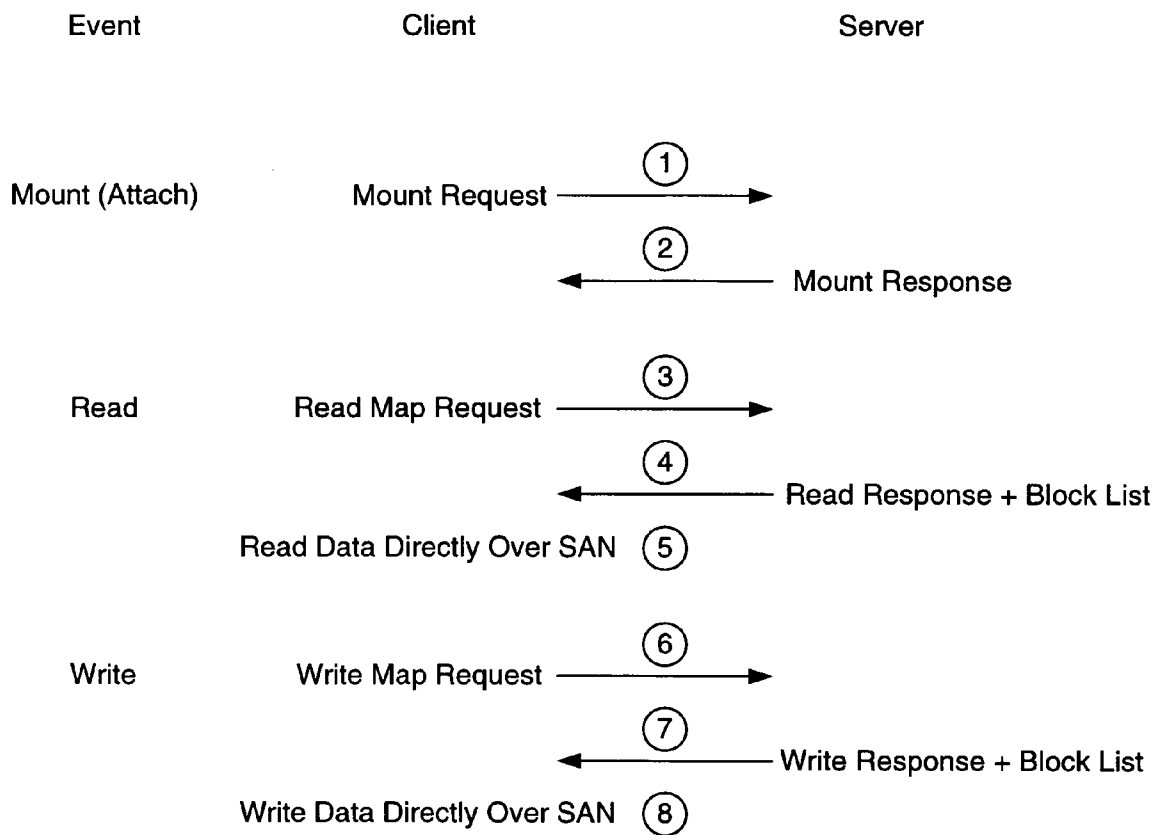 Event Client Server
1
Mount (Attach) Mount Request
2
Mount Response
3
Read Read Map Request
4
Read Response + Block List
Read Data Directly Over SAN 5
6
Write Write Map Request
7
Write Response + Block List
Write Data Directly Over SAN 8